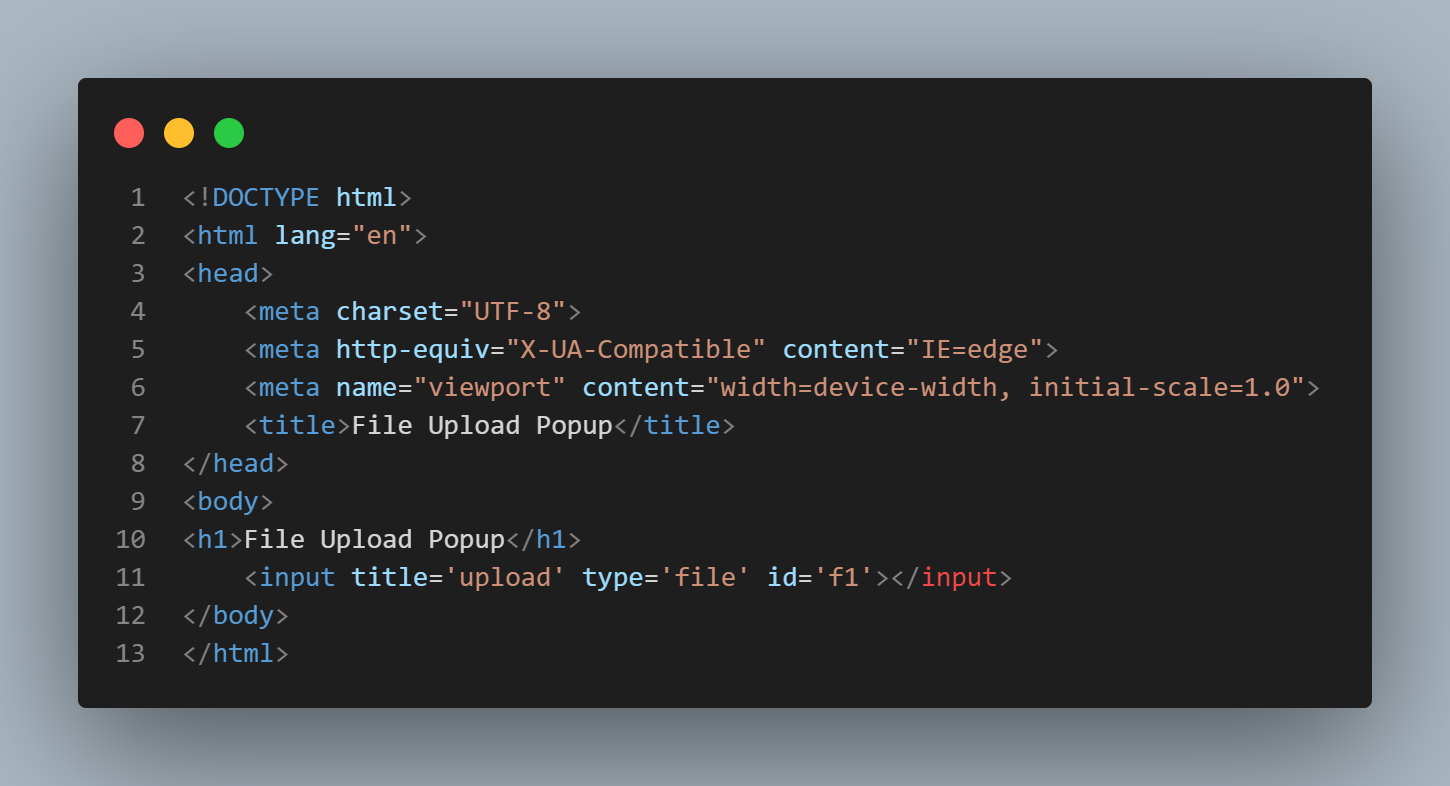 1 <!DOCTYPE html>
2 <html lang="en">
3 <head>
4     <meta charset="UTF-8">
5     <meta http-equiv="X-UA-Compatible" content="IE=edge">
6     <meta name="viewport" content="width=device-width, initial-scale=1.0">
7     <title>File Upload Popup</title>
8 </head>
9 <body>
10 <h1>File Upload Popup</h1>
11     <input title='upload' type='file' id='f1'></input>
12 </body>
13 </html>